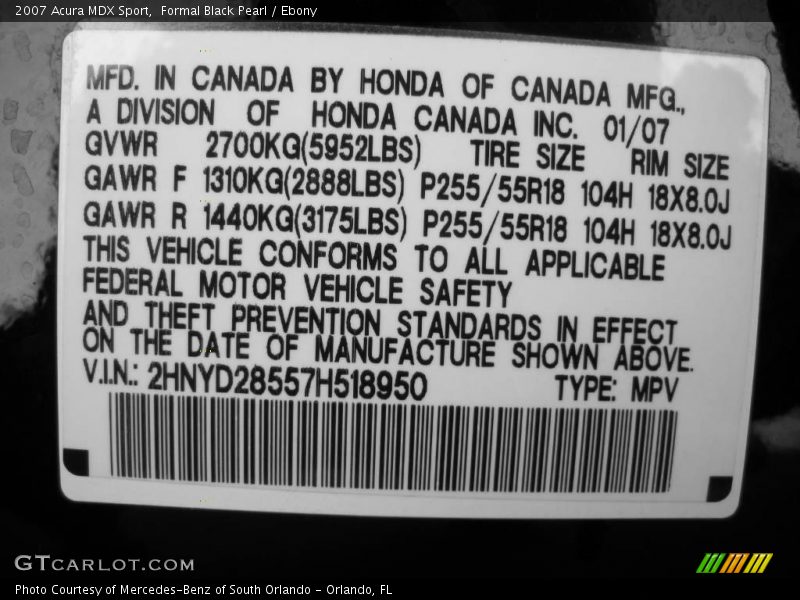 2007 Acura MDX Sport, Formal Black Pearl / Ebony
MFD. IN CANADA BY HONDA OF CANADA MFG.,
A DIVISION OF HONDA CANADA INC. 01/07
GVWR 2700KG(5952LBS) TIRE SIZE RIM SIZE
GAWR F 1310KG(2888LBS) P255/55R18 104H 18X8.0J
GAWR R 1440KG(3175LBS) P255/55R18 104H 18X8.0J
THIS VEHICLE CONFORMS TO ALL APPLICABLE
FEDERAL MOTOR VEHICLE SAFETY
AND THEFT PREVENTION STANDARDS IN EFFECT
ON THE DATE OF MANUFACTURE SHOWN ABOVE.
V.I.N.: 2HNYD28557H518950 TYPE: MPV
GTCARLOT.COM
Photo Courtesy of Mercedes-Benz of South Orlando - Orlando, FL